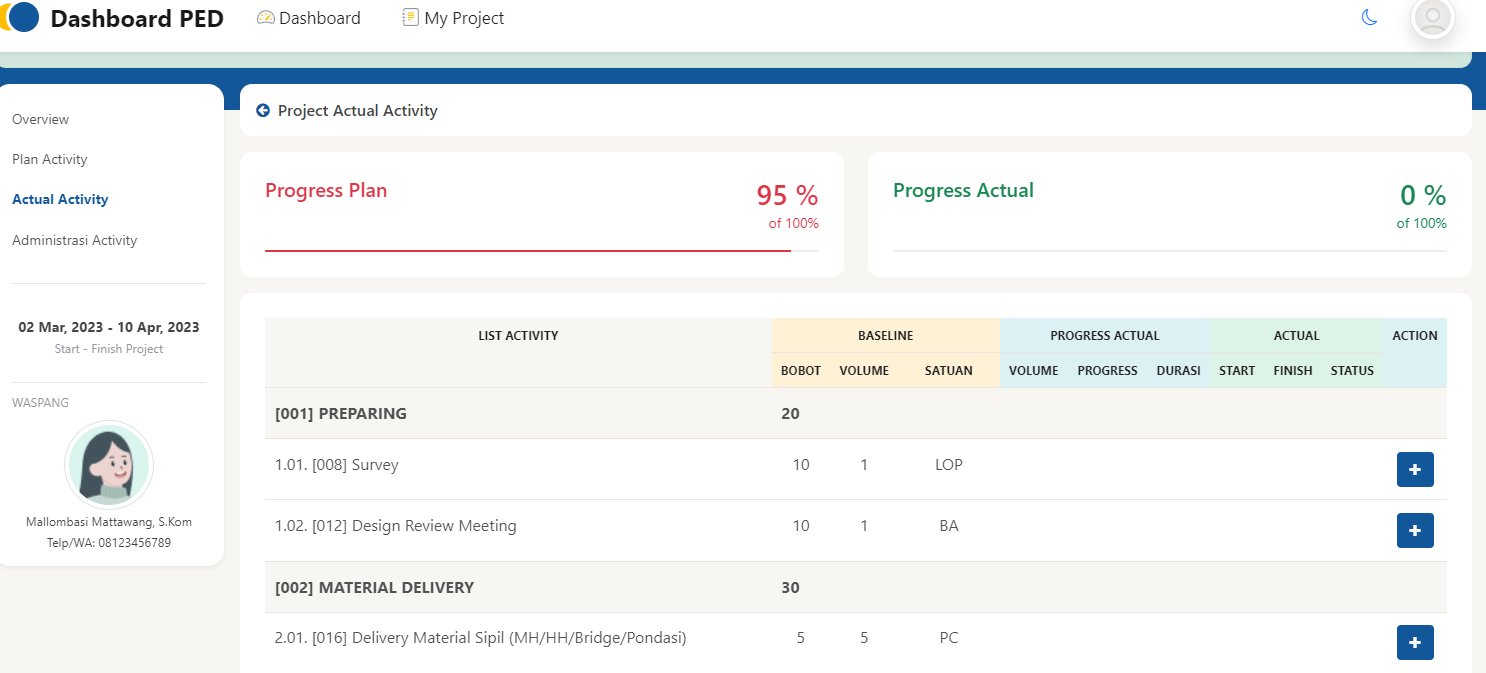 Dashboard PED
Dashboard
My Project
Overview
Plan Activity
Actual Activity
Administrasi Activity
02 Mar, 2023 - 10 Apr, 2023
Start - Finish Project
WASPANG
Mallombasi Mattawang, S.Kom
Telp/WA: 08123456789
Project Actual Activity
Progress Plan
95 %
of 100%
Progress Actual
0 %
of 100%
LIST ACTIVITY BASELINE PROGRESS ACTUAL ACTUAL ACTION
BOBOT VOLUME SATUAN VOLUME PROGRESS DURASI START FINISH STATUS
[001] PREPARING 20
1.01. [008] Survey 10 1 LOP
1.02. [012] Design Review Meeting 10 1 BA
[002] MATERIAL DELIVERY 30
2.01. [016] Delivery Material Sipil (MH/HH/Bridge/Pondasi) 5 5 PC